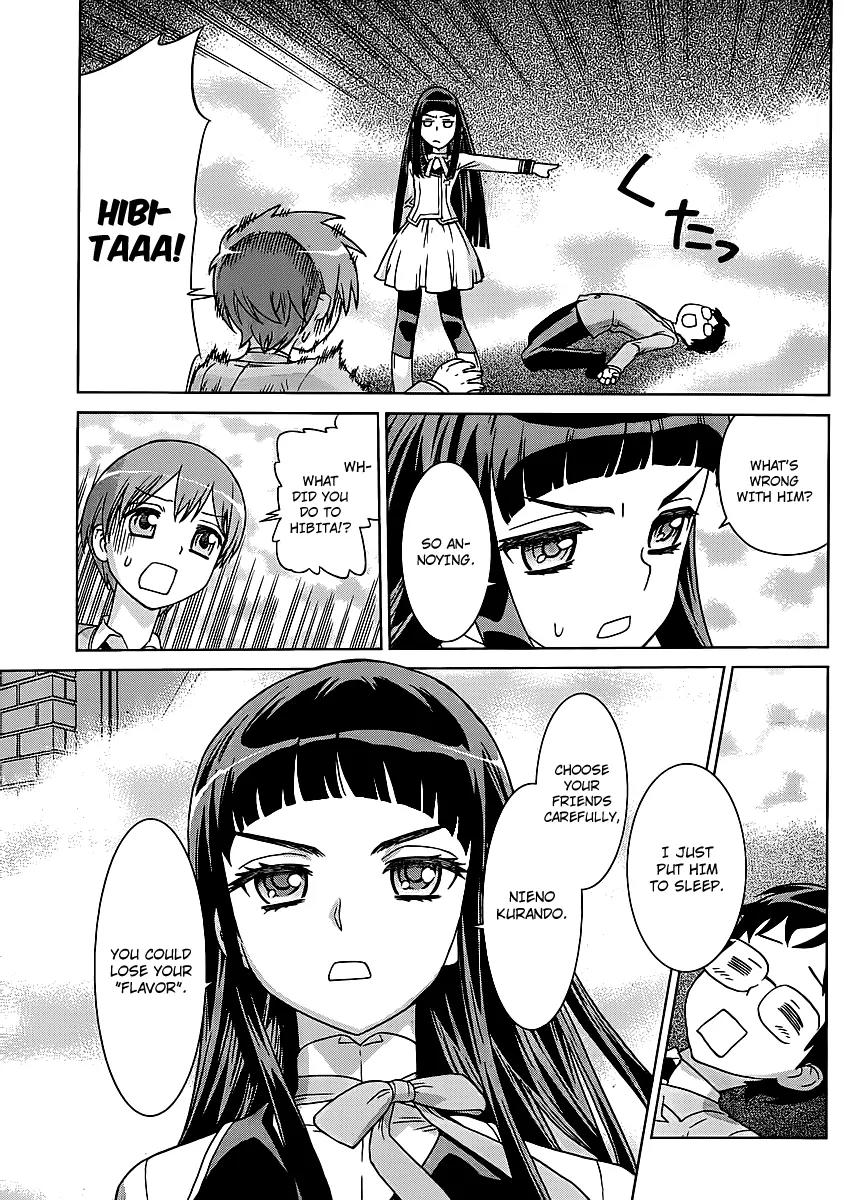 HIBI-
TAAA!
くたっ
WHAT'S
WRONG
WITH HIM?
SO AN-
NOYING.
WH-
WHAT
DID YOU
DO TO
HIBITA!?
I JUST
PUT HIM
TO SLEEP.
CHOOSE
YOUR
FRIENDS
CAREFULLY,
NIENO
KURANDO.
YOU COULD
LOSE YOUR
"FLAVOR".